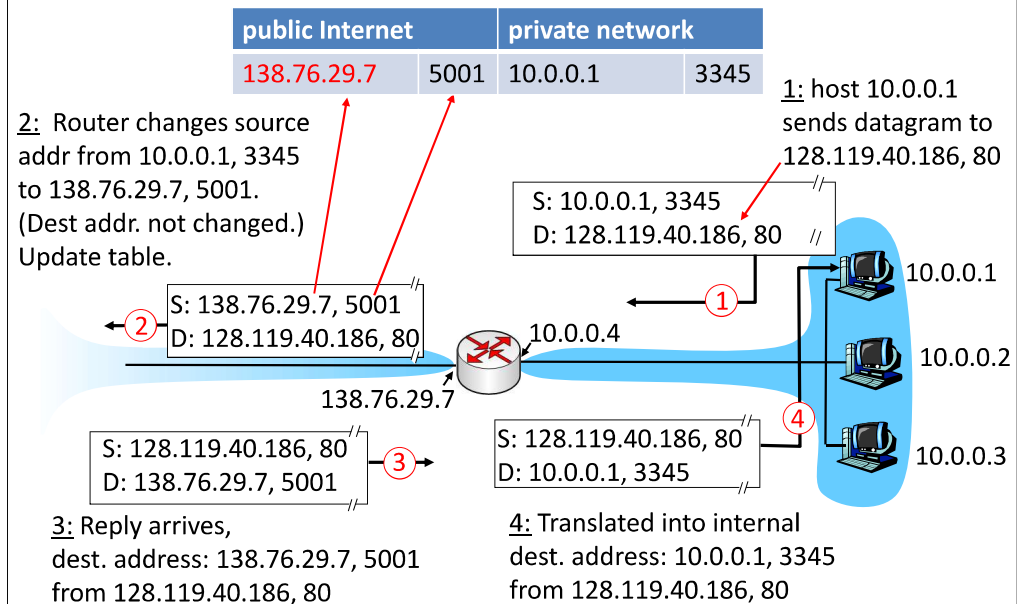 public Internet private network
138.76.29.7 5001 10.0.0.1 3345
1: host 10.0.0.1
sends datagram to
128.119.40.186, 80
2: Router changes source
addr from 10.0.0.1, 3345
to 138.76.29.7, 5001.
(Dest addr. not changed.)
Update table.
S: 10.0.0.1, 3345
D: 128.119.40.186, 80
1
10.0.0.1
S: 138.76.29.7, 5001
D: 128.119.40.186, 80
2
10.0.0.4
10.0.0.2
138.76.29.7
S: 128.119.40.186, 80
D: 138.76.29.7, 5001
3
S: 128.119.40.186, 80
D: 10.0.0.1, 3345
4
10.0.0.3
3: Reply arrives,
dest. address: 138.76.29.7, 5001
from 128.119.40.186, 80
4: Translated into internal
dest. address: 10.0.0.1, 3345
from 128.119.40.186, 80